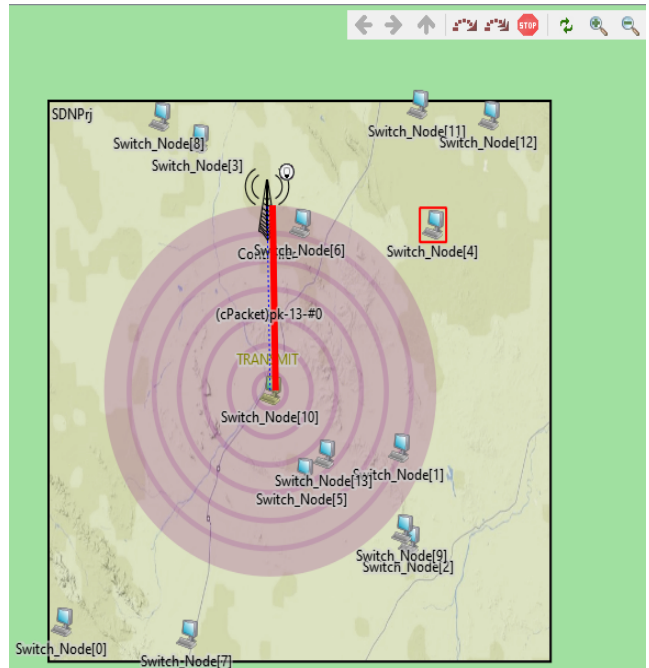 STOP
SDNPrj
Switch_Node[11]
Switch_Node[8]
Switch_Node[12]
Switch_Node[3]
Switch_Node[6]
Switch_Node[4]
(cPacket)pk-13-#0
TRANSMIT
Switch_Node[10]
Switch_Node[13]
Switch_Node[1]
Switch_Node[5]
Switch_Node[9]
Switch_Node[2]
Switch_Node[0]
Switch_Node[7]